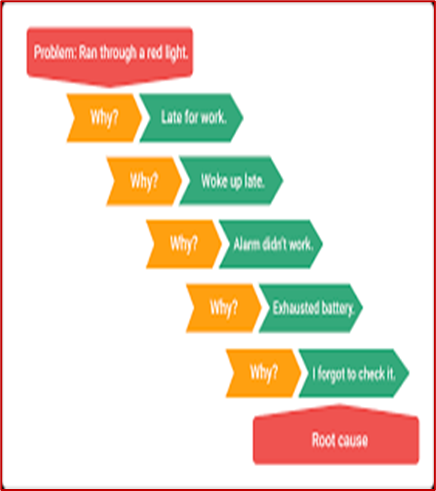 Problem: Ran through a red light.
Why? Late for work.
Why? Woke up late.
Why? Alarm didn't work.
Why? Exhausted battery.
Why? I forgot to check it.
Root cause